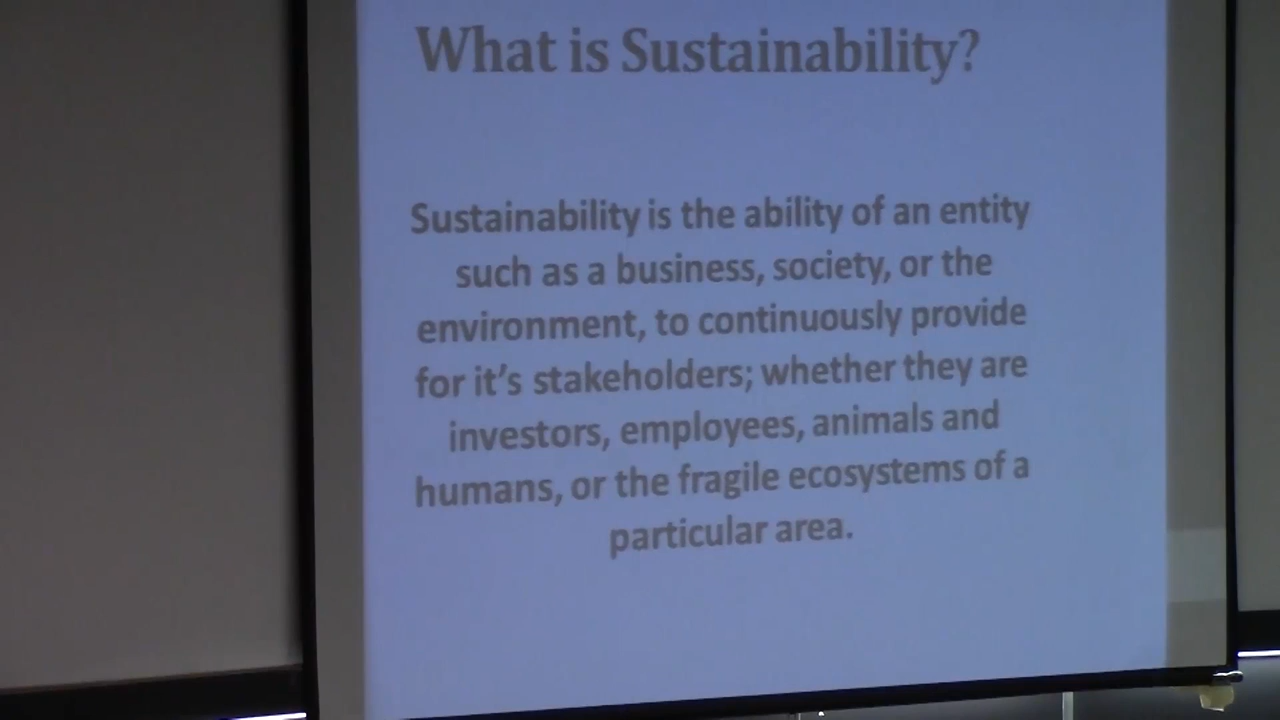 What is Sustainability?
Sustainability is the ability of an entity
such as a business, society, or the
environment, to continuously provide
for it's stakeholders; whether they are
investors, employees, animals and
humans, or the fragile ecosystems of a
particular area.